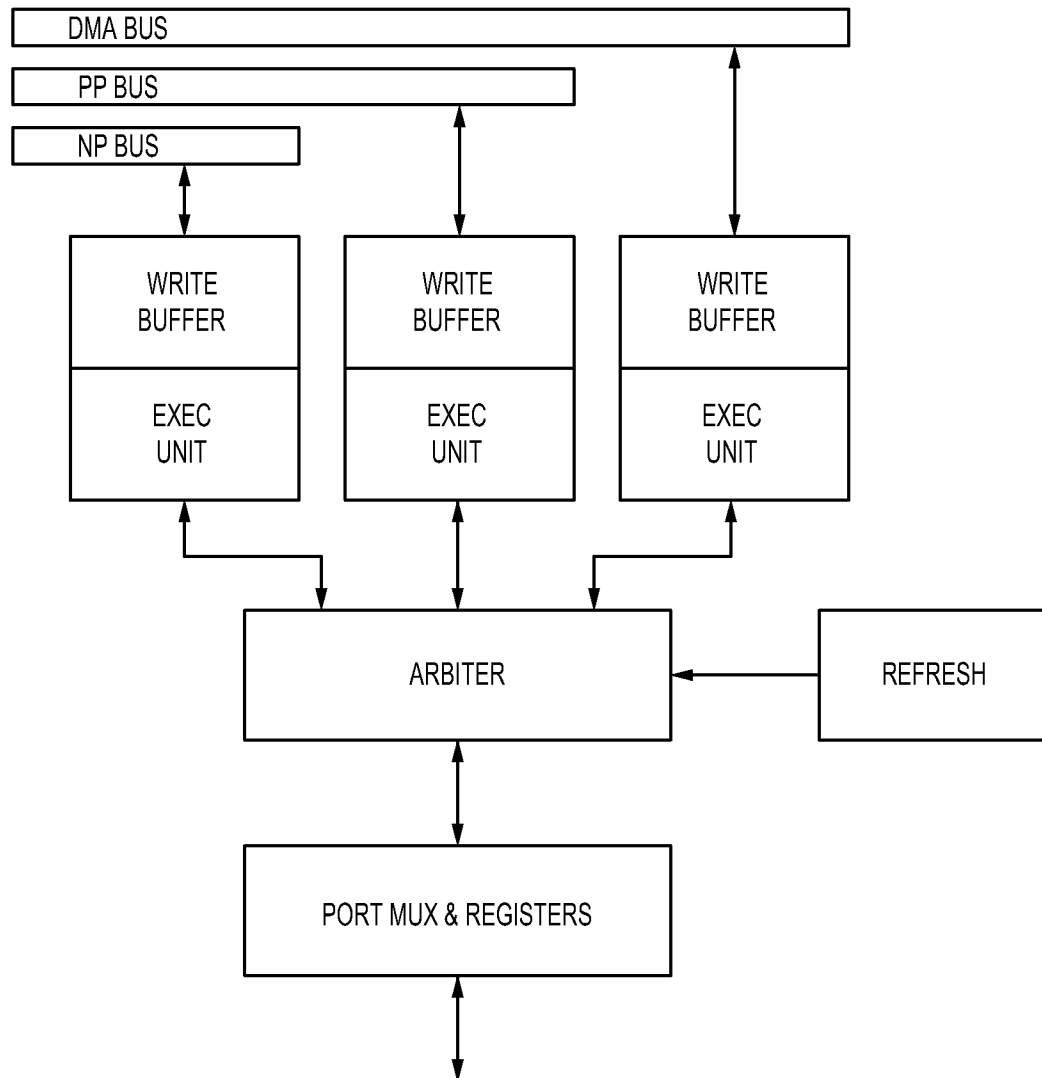 DMA BUS
PP BUS
NP BUS
WRITE
BUFFER
WRITE
BUFFER
WRITE
BUFFER
EXEC
UNIT
EXEC
UNIT
EXEC
UNIT
ARBITER
REFRESH
PORT MUX & REGISTERS